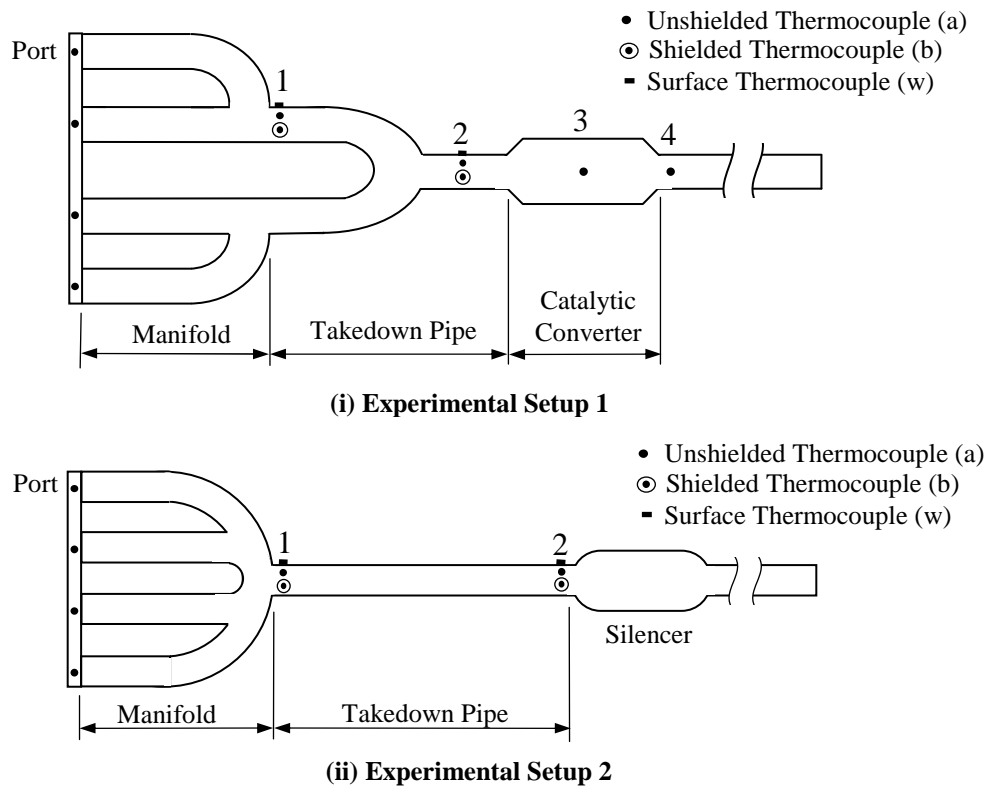 Port
● Unshielded Thermocouple (a)
Shielded Thermocouple (b)
Surface Thermocouple (w)
1
2
3
4
Manifold
Takedown Pipe
Catalytic
Converter
(i) Experimental Setup 1
Port
● Unshielded Thermocouple (a)
Shielded Thermocouple (b)
Surface Thermocouple (w)
1
2
Silencer
Manifold
Takedown Pipe
(ii) Experimental Setup 2